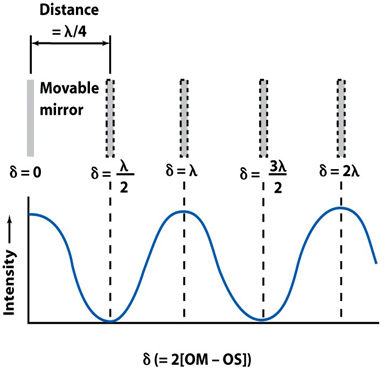 Distance
= λ/4
Movable
mirror
δ = 0
δ = λ/2
δ = λ
δ = 3λ/2
δ = 2λ
Intensity →
δ (= 2[OM – OS])